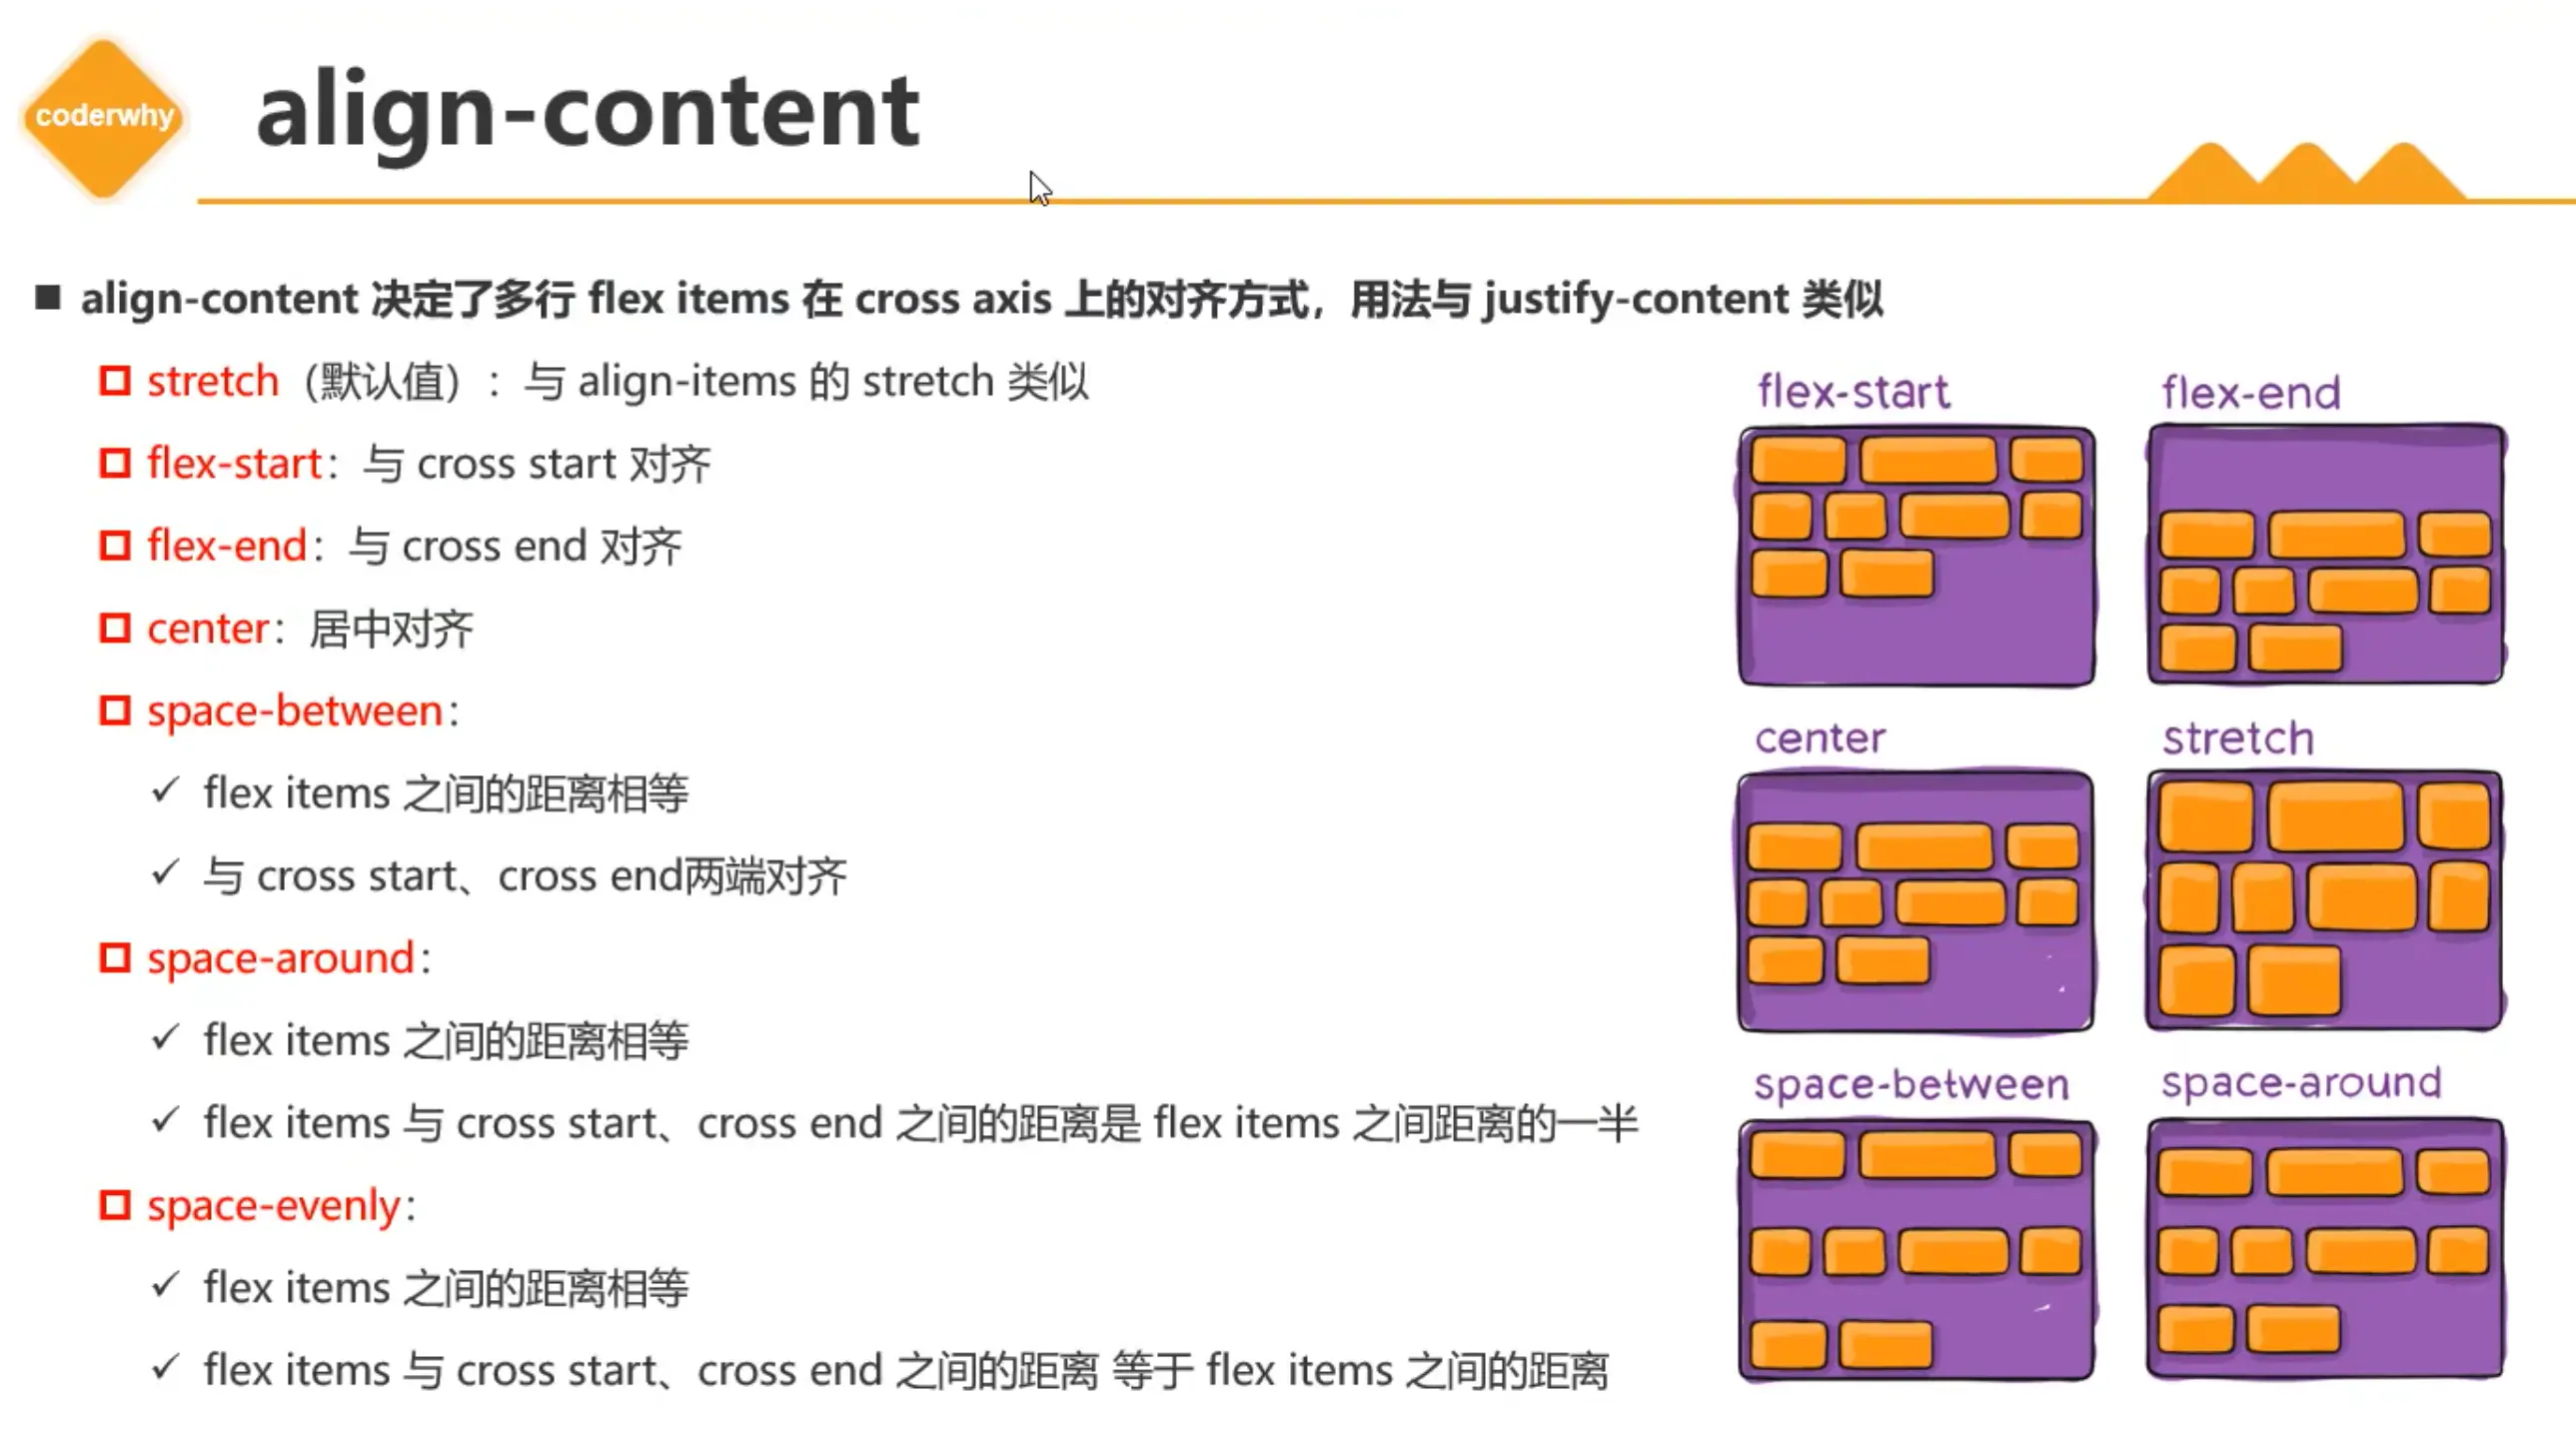 coderwhy
align-content
align-content 决定了多行 flex items 在 cross axis 上的对齐方式，用法与 justify-content 类似
stretch（默认值）：与 align-items 的 stretch 类似
flex-start：与 cross start 对齐
flex-end：与 cross end 对齐
center：居中对齐
space-between：
flex items 之间的距离相等
与 cross start、cross end两端对齐
space-around：
flex items 之间的距离相等
flex items 与 cross start、cross end 之间的距离是 flex items 之间距离的一半
space-evenly：
flex items 之间的距离相等
flex items 与 cross start、cross end 之间的距离 等于 flex items 之间的距离
flex-start
flex-end
center
stretch
space-between
space-around